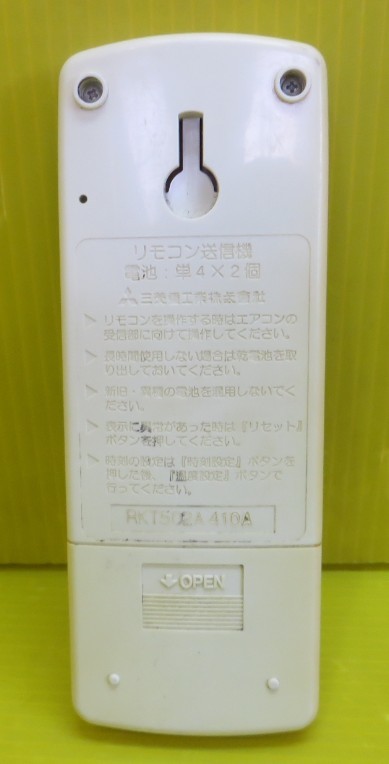 リモコン送信機
電池：単4×2個
三菱重工業株式会社
リモコンを操作する時はエアコンの
受信部に向けて操作してください。
長時間使用しない場合は乾電池を取
り出しておいてください。
新旧・異種の電池を混用しないでく
ださい。
表示に異常があった時は『リセット』
ボタンを押してください。
時刻の設定は『時刻設定』ボタンを
押した後、『温度設定』ボタンで
行ってください。
RKT502A 410A
OPEN